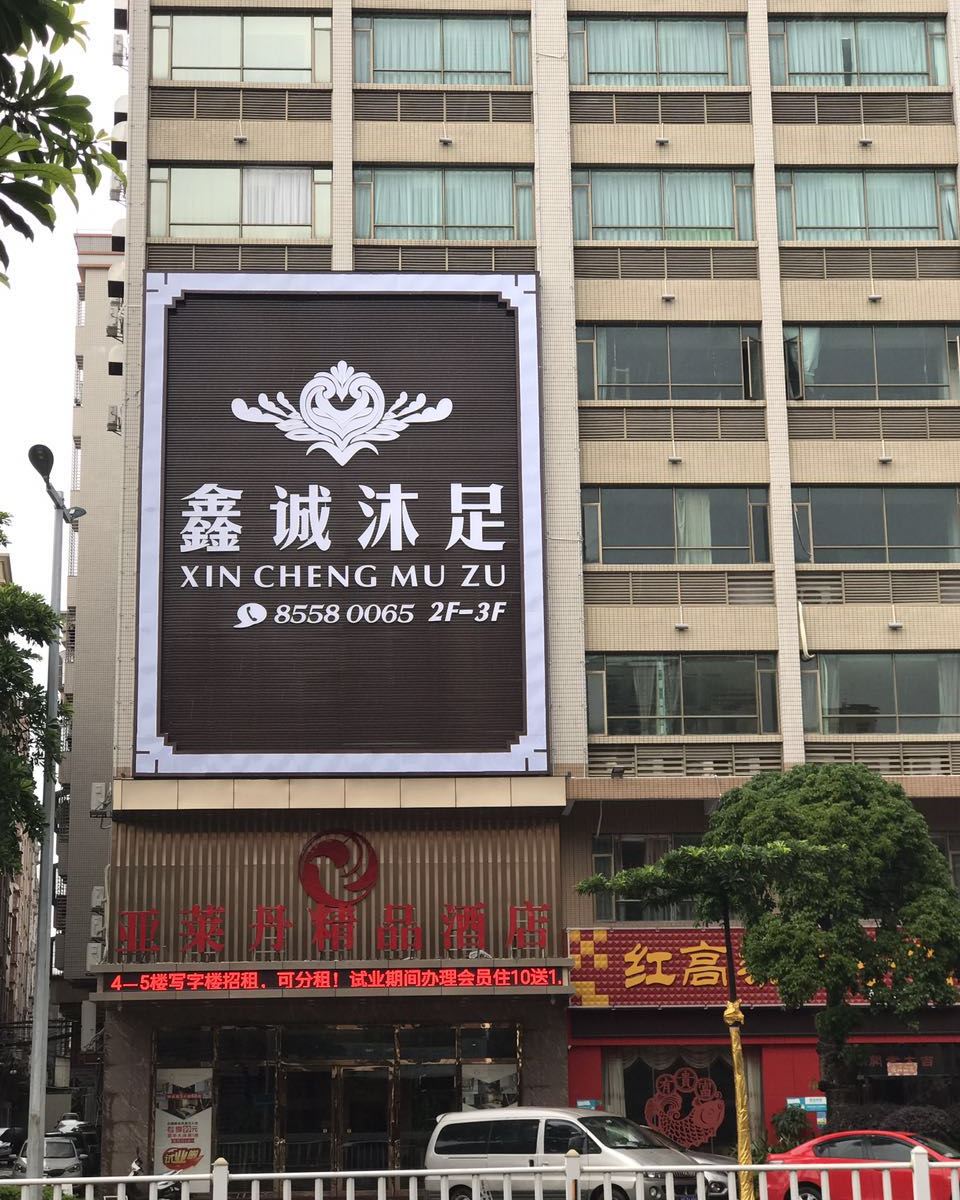 鑫诚沐足
XIN CHENG MU ZU
8558 0065 2F-3F
亚莱丹精品酒店
4—5楼写字楼招租，可分租！试业期间办理会员住10送1
红高